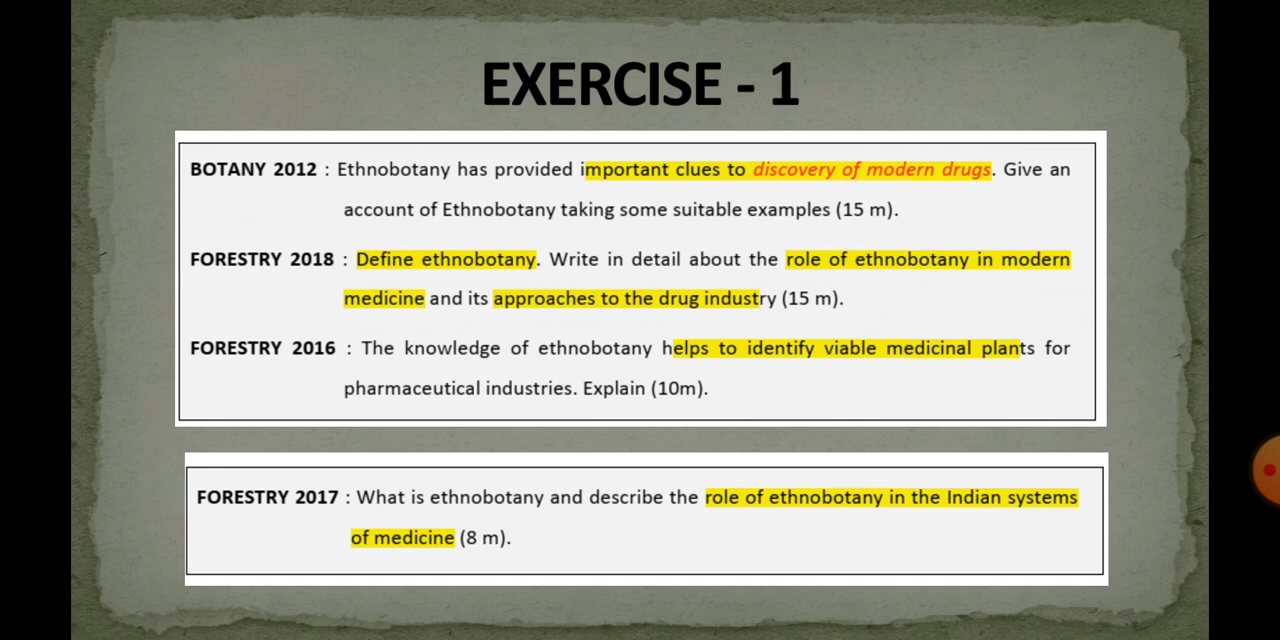 EXERCISE - 1
BOTANY 2012 : Ethnobotany has provided important clues to discovery of modern drugs. Give an
account of Ethnobotany taking some suitable examples (15 m).
FORESTRY 2018 : Define ethnobotany. Write in detail about the role of ethnobotany in modern
medicine and its approaches to the drug industry (15 m).
FORESTRY 2016 : The knowledge of ethnobotany helps to identify viable medicinal plants for
pharmaceutical industries. Explain (10m).
FORESTRY 2017 : What is ethnobotany and describe the role of ethnobotany in the Indian systems
of medicine (8 m).